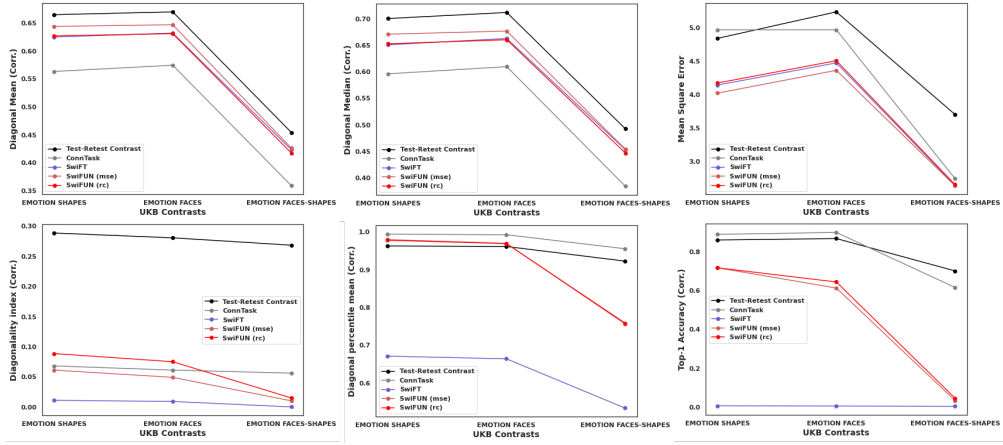 Diagonal Mean (Corr.)
0.65
0.60
0.55
0.50
0.45
0.40
0.35
Test-Retest Contrast
ConnTask
SwiFT
SwiFUN (mse)
SwiFUN (rc)
EMOTION SHAPES
EMOTION FACES
EMOTION FACES-SHAPES
UKB Contrasts
Diagonal Median (Corr.)
0.70
0.65
0.60
0.55
0.50
0.45
0.40
Test-Retest Contrast
ConnTask
SwiFT
SwiFUN (mse)
SwiFUN (rc)
EMOTION SHAPES
EMOTION FACES
EMOTION FACES-SHAPES
UKB Contrasts
Mean Square Error
5.0
4.5
4.0
3.5
3.0
Test-Retest Contrast
ConnTask
SwiFT
SwiFUN (mse)
SwiFUN (rc)
EMOTION SHAPES
EMOTION FACES
EMOTION FACES-SHAPES
UKB Contrasts
Diagonalality index (Corr.)
0.30
0.25
0.20
0.15
0.10
0.05
0.00
Test-Retest Contrast
ConnTask
SwiFT
SwiFUN (mse)
SwiFUN (rc)
EMOTION SHAPES
EMOTION FACES
EMOTION FACES-SHAPES
UKB Contrasts
Diagonal percentile mean (Corr.)
1.0
0.9
0.8
0.7
0.6
Test-Retest Contrast
ConnTask
SwiFT
SwiFUN (mse)
SwiFUN (rc)
EMOTION SHAPES
EMOTION FACES
EMOTION FACES-SHAPES
UKB Contrasts
Top-1 Accuracy (Corr.)
0.8
0.6
0.4
0.2
0.0
Test-Retest Contrast
ConnTask
SwiFT
SwiFUN (mse)
SwiFUN (rc)
EMOTION SHAPES
EMOTION FACES
EMOTION FACES-SHAPES
UKB Contrasts